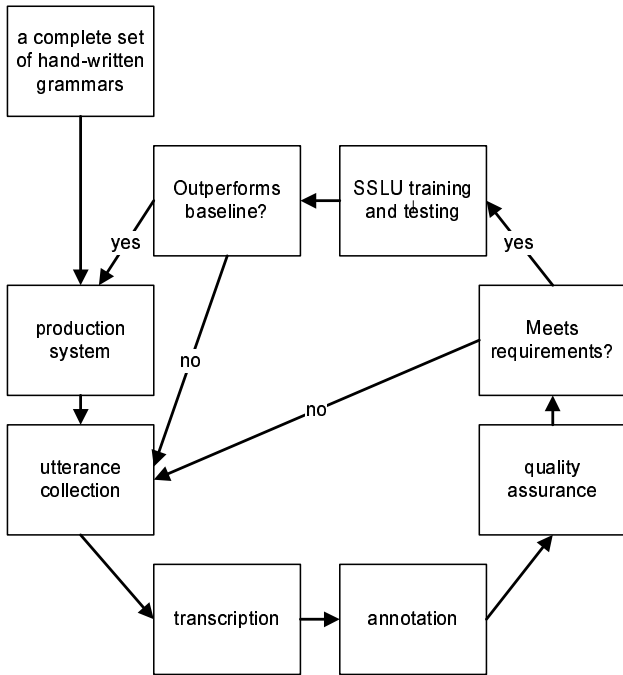 a complete set
of hand-written
grammars
Outperforms
baseline?
SSLU training
and testing
yes
yes
production
system
Meets
requirements?
no
no
utterance
collection
quality
assurance
transcription
annotation